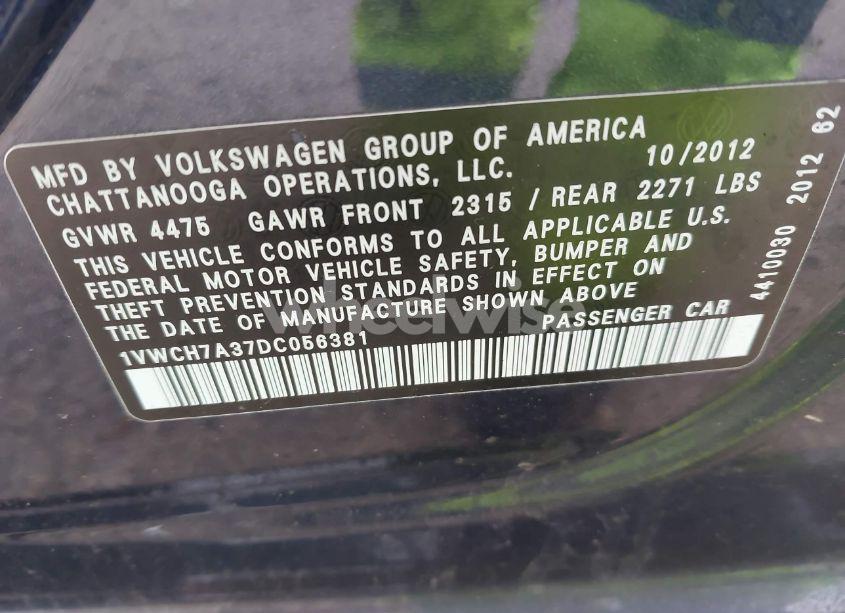 MFD BY VOLKSWAGEN GROUP OF AMERICA
CHATTANOOGA OPERATIONS, LLC. 10/2012
GVWR 4475 GAWR FRONT 2315 / REAR 2271 LBS
THIS VEHICLE CONFORMS TO ALL APPLICABLE U.S.
FEDERAL MOTOR VEHICLE SAFETY, BUMPER AND
THEFT PREVENTION STANDARDS IN EFFECT ON
THE DATE OF MANUFACTURE SHOWN ABOVE
1VWCH7A37DC056381 PASSENGER CAR
4410030 2012 62
wheelwise